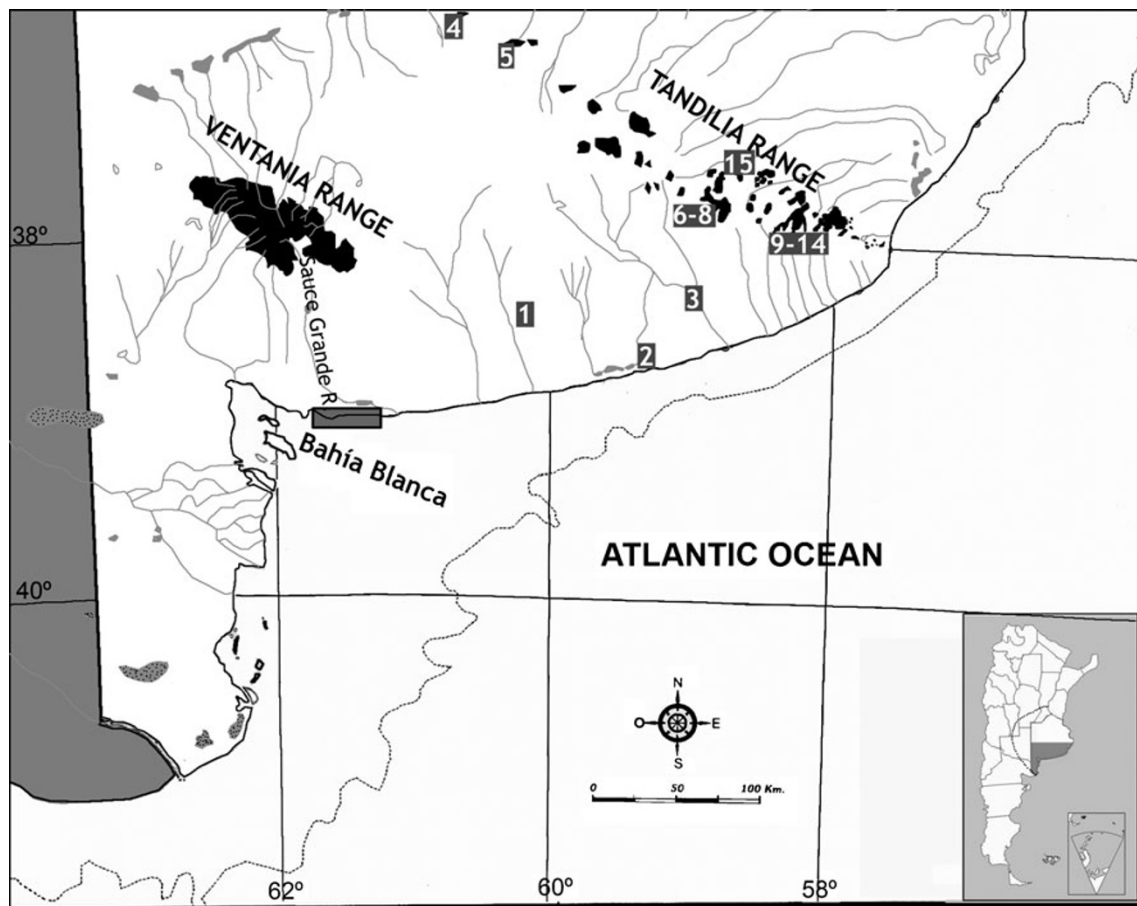 4
5
TANDILIA RANGE
VENTANIA RANGE
15
6-8
9-14
38º
Sauce Grande R
1
3
2
Bahía Blanca
ATLANTIC OCEAN
40º
N
O
E
S
0
50
100 Km.
62º
60º
58º